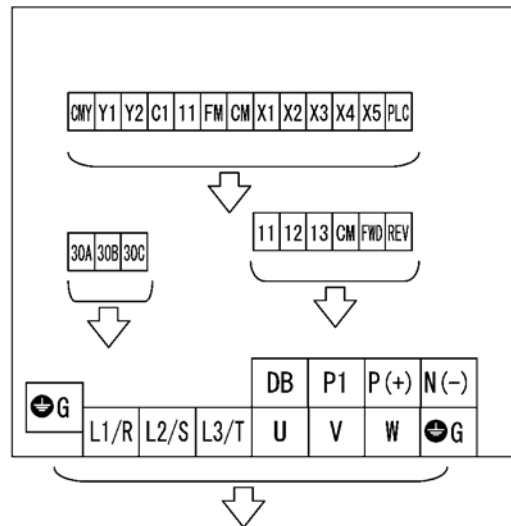 CMY Y1 Y2 C1 11 FM CM X1 X2 X3 X4 X5 PLC
11 12 13 CM FWD REV
30A 30B 30C
DB P1 P(+) N(-)
G
L1/R L2/S L3/T U V W G